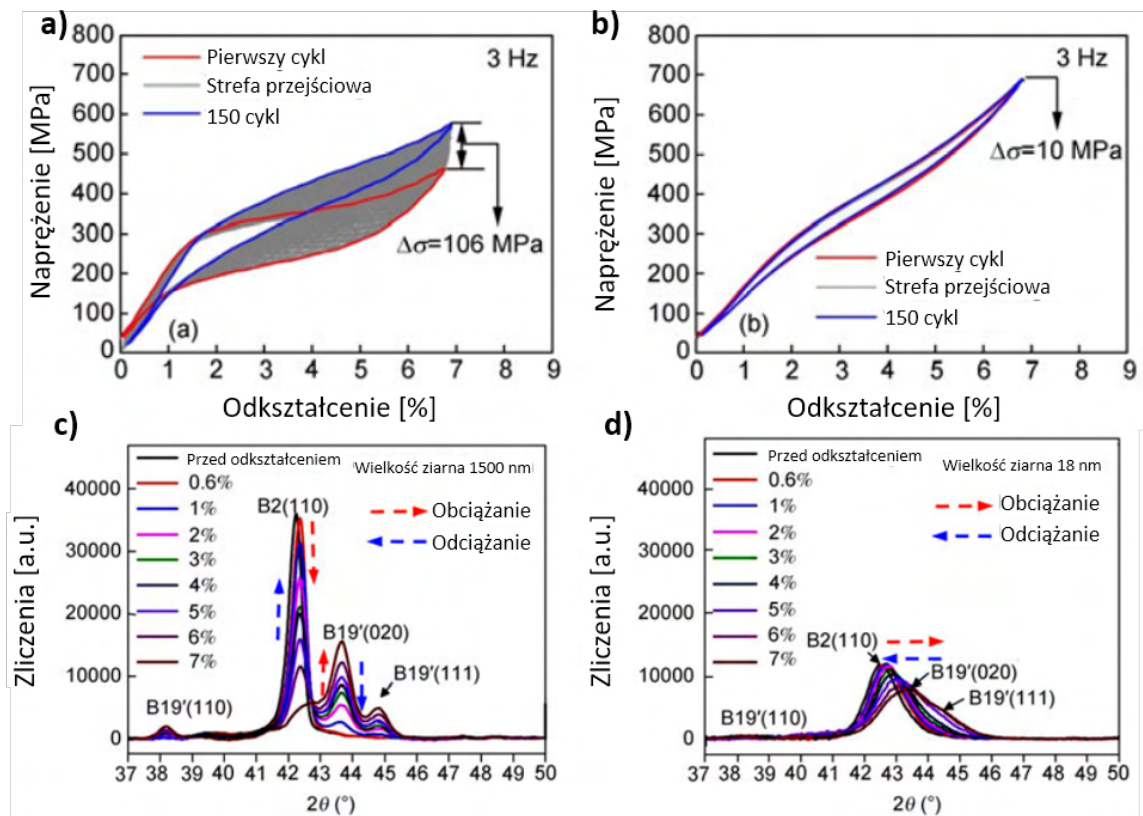 a)
800
700
600
500
400
300
200
100
0
Naprężenie [MPa]
Pierwszy cykl
Strefa przejściowa
150 cykl
3 Hz
Δσ=106 MPa
(a)
0 1 2 3 4 5 6 7 8 9
Odkształcenie [%]
b)
800
700
600
500
400
300
200
100
0
Naprężenie [MPa]
3 Hz
Δσ=10 MPa
Pierwszy cykl
Strefa przejściowa
150 cykl
(b)
0 1 2 3 4 5 6 7 8 9
Odkształcenie [%]
c)
40000
30000
20000
10000
0
Zliczenia [a.u.]
Przed odkształceniem
0.6%
1%
2%
3%
4%
5%
6%
7%
Wielkość ziarna 1500 nm
B2(110)
Obciążanie
Odciążanie
B19′(020)
B19′(111)
B19′(110)
37 38 39 40 41 42 43 44 45 46 47 48 49 50
2θ (°)
d)
40000
30000
20000
10000
0
Zliczenia [a.u.]
Przed odkształceniem
0.6%
1%
2%
3%
4%
5%
6%
7%
Wielkość ziarna 18 nm
Obciążanie
Odciążanie
B2(110)
B19′(020)
B19′(111)
B19′(110)
37 38 39 40 41 42 43 44 45 46 47 48 49 50
2θ (°)